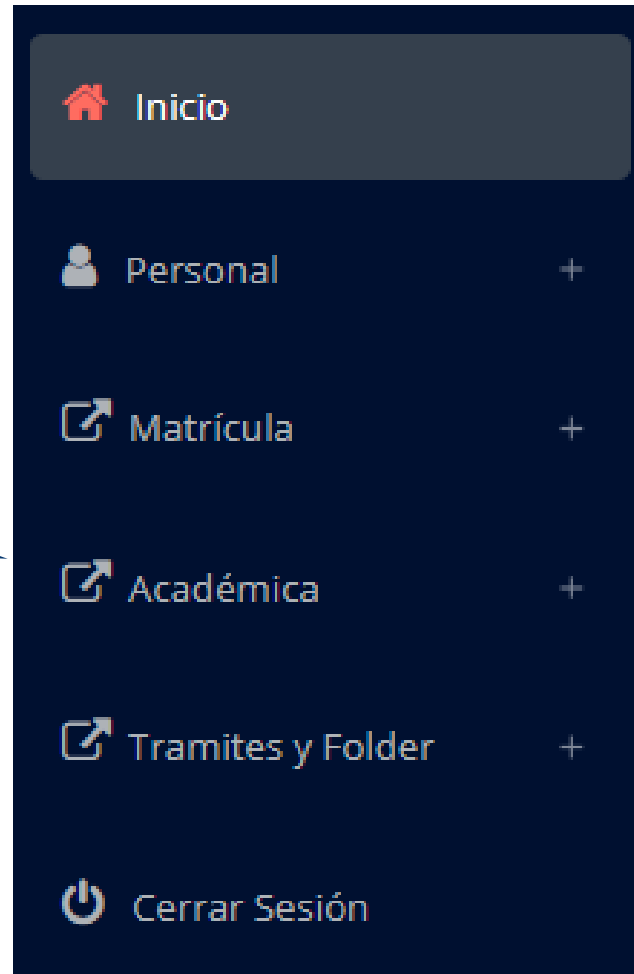 Inicio
Personal +
Matrícula +
Académica +
Tramites y Folder +
Cerrar Sesión